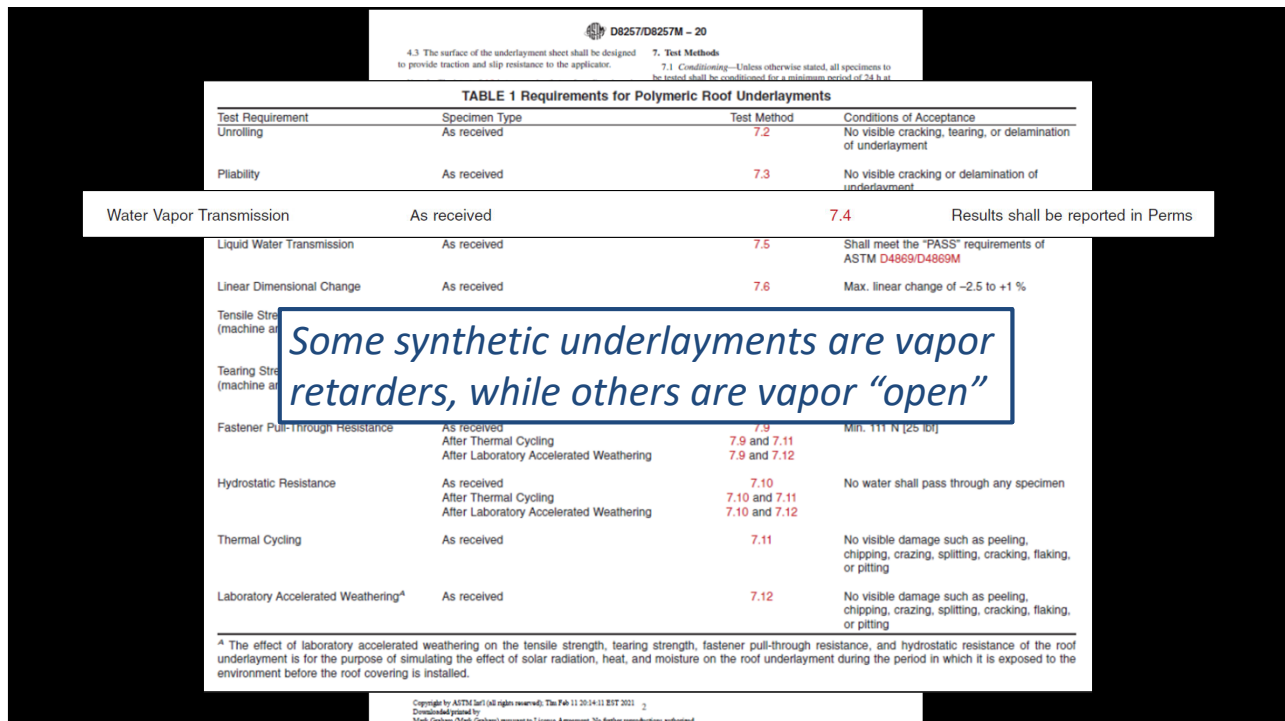 D8257/D8257M – 20
4.3 The surface of the underlayment sheet shall be designed
to provide traction and slip resistance to the applicator.
7. Test Methods
7.1 Conditioning—Unless otherwise stated, all specimens to
be tested shall be conditioned for a minimum period of 24 h at
TABLE 1 Requirements for Polymeric Roof Underlayments
Test Requirement Specimen Type Test Method Conditions of Acceptance
Unrolling As received 7.2 No visible cracking, tearing, or delamination
of underlayment
Pliability As received 7.3 No visible cracking or delamination of
underlayment
Water Vapor Transmission As received 7.4 Results shall be reported in Perms
Liquid Water Transmission As received 7.5 Shall meet the “PASS” requirements of
ASTM D4869/D4869M
Linear Dimensional Change As received 7.6 Max. linear change of –2.5 to +1 %
Tensile
(machine
Some synthetic underlayments are vapor
retarders, while others are vapor “open”
Tearing
(machine
Fastener Pull-Through Resistance As received 7.9 Min. 111 N [25 lbf]
After Thermal Cycling 7.9 and 7.11
After Laboratory Accelerated Weathering 7.9 and 7.12
Hydrostatic Resistance As received 7.10 No water shall pass through any specimen
After Thermal Cycling 7.10 and 7.11
After Laboratory Accelerated Weathering 7.10 and 7.12
Thermal Cycling As received 7.11 No visible damage such as peeling,
chipping, crazing, splitting, cracking, flaking,
or pitting
Laboratory Accelerated Weathering^A As received 7.12 No visible damage such as peeling,
chipping, crazing, splitting, cracking, flaking,
or pitting
A The effect of laboratory accelerated weathering on the tensile strength, tearing strength, fastener pull-through resistance, and hydrostatic resistance of the roof
underlayment is for the purpose of simulating the effect of solar radiation, heat, and moisture on the roof underlayment during the period in which it is exposed to the
environment before the roof covering is installed.
Copyright by ASTM Int'l (all rights reserved); Thu Feb 11 20:14:11 EST 2021 2
Downloaded/printed by
Mark Graham (Mark Graham) pursuant to License Agreement. No further reproductions authorized.